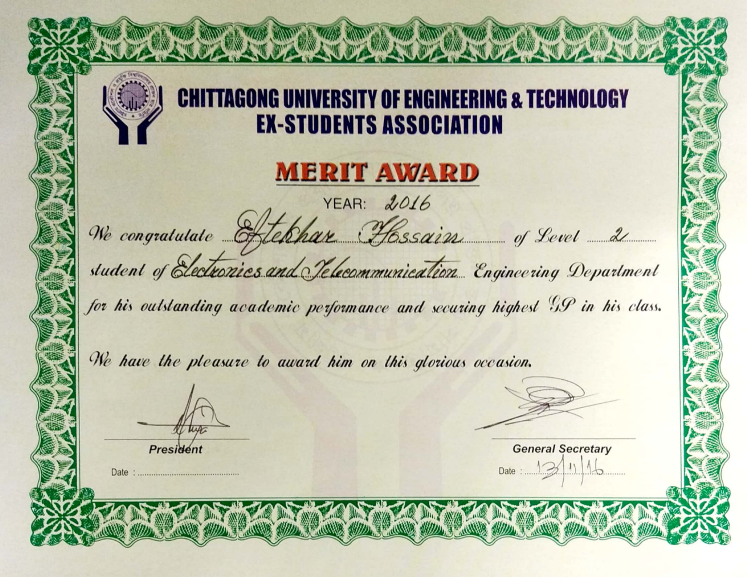 CHITTAGONG UNIVERSITY OF ENGINEERING & TECHNOLOGY
EX-STUDENTS ASSOCIATION
MERIT AWARD
YEAR: 2016
We congratulate Eftekhar Hossain of Level 2
student of Electronics and Telecommunication Engineering Department
for his outstanding academic performance and securing highest GP in his class.
We have the pleasure to award him on this glorious occasion.
President
General Secretary
Date :
Date : 13/11/16